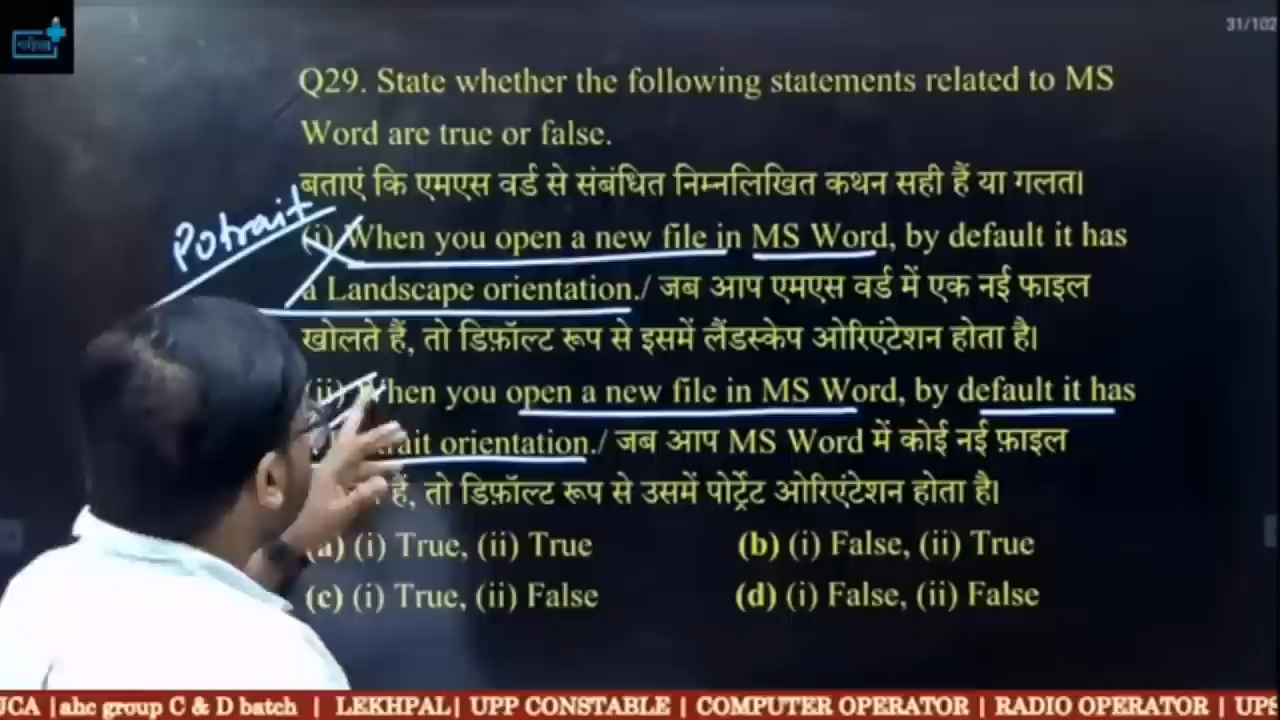 31/102
Q29. State whether the following statements related to MS
Word are true or false.
बताएं कि एमएस वर्ड से संबंधित निम्नलिखित कथन सही हैं या गलत।
Potrait
(i) When you open a new file in MS Word, by default it has
a Landscape orientation./ जब आप एमएस वर्ड में एक नई फाइल
खोलते हैं, तो डिफ़ॉल्ट रूप से इसमें लैंडस्केप ओरिएंटेशन होता है।
(ii) When you open a new file in MS Word, by default it has
rait orientation./ जब आप MS Word में कोई नई फ़ाइल
हैं, तो डिफ़ॉल्ट रूप से उसमें पोर्ट्रेट ओरिएंटेशन होता है।
(a) (i) True, (ii) True (b) (i) False, (ii) True
(c) (i) True, (ii) False (d) (i) False, (ii) False
UCA |ahc group C & D batch | LEKHPAL| UPP CONSTABLE | COMPUTER OPERATOR | RADIO OPERATOR | UPS